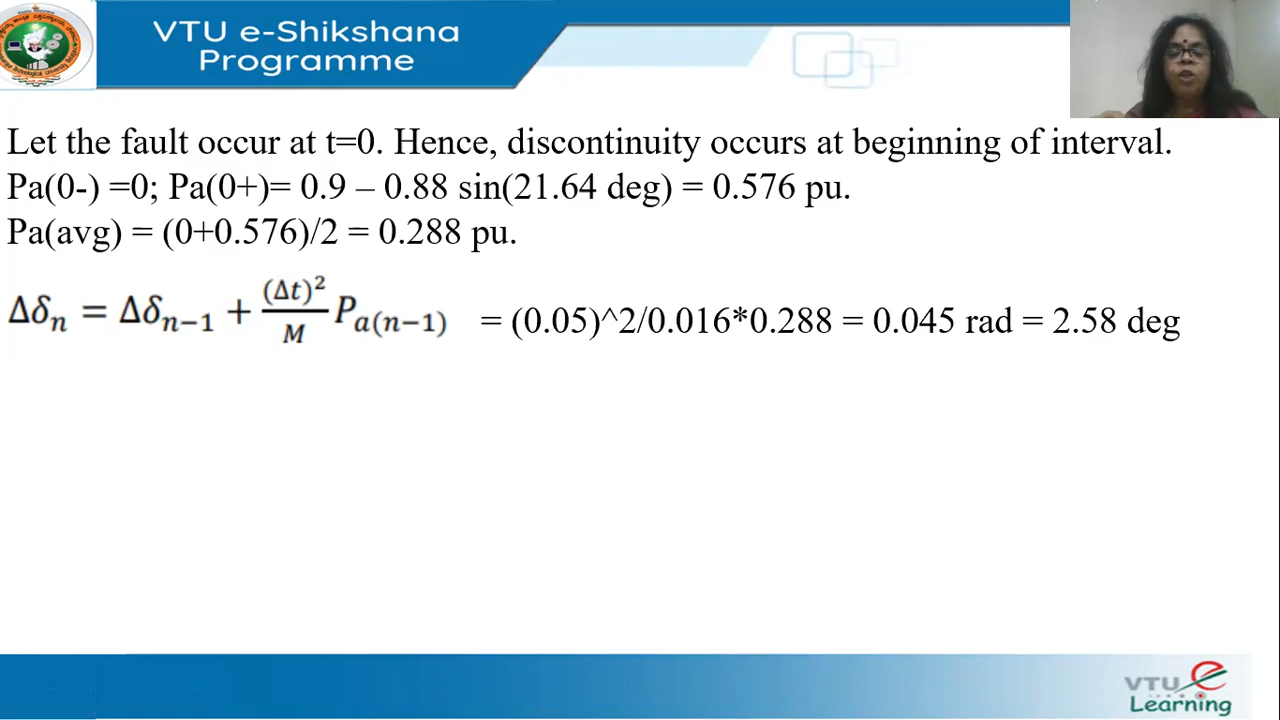 VTU e-Shikshana
Programme
Let the fault occur at t=0. Hence, discontinuity occurs at beginning of interval.
Pa(0-) =0; Pa(0+)= 0.9 – 0.88 sin(21.64 deg) = 0.576 pu.
Pa(avg) = (0+0.576)/2 = 0.288 pu.
Δδₙ = Δδₙ₋₁ + (Δt)²/M Pₐ₍ₙ₋₁₎ = (0.05)^2/0.016*0.288 = 0.045 rad = 2.58 deg
VTU e
Learning